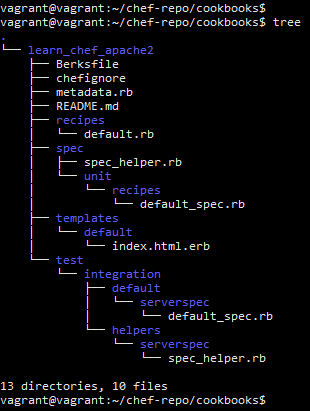 vagrant@vagrant:~/chef-repo/cookbooks$
vagrant@vagrant:~/chef-repo/cookbooks$ tree
.
└── learn_chef_apache2
    ├── Berksfile
    ├── chefignore
    ├── metadata.rb
    ├── README.md
    ├── recipes
    │   └── default.rb
    ├── spec
    │   ├── spec_helper.rb
    │   └── unit
    │       └── recipes
    │           └── default_spec.rb
    ├── templates
    │   └── default
    │       └── index.html.erb
    └── test
        └── integration
            ├── default
            │   └── serverspec
            │       └── default_spec.rb
            └── helpers
                └── serverspec
                    └── spec_helper.rb

13 directories, 10 files
vagrant@vagrant:~/chef-repo/cookbooks$